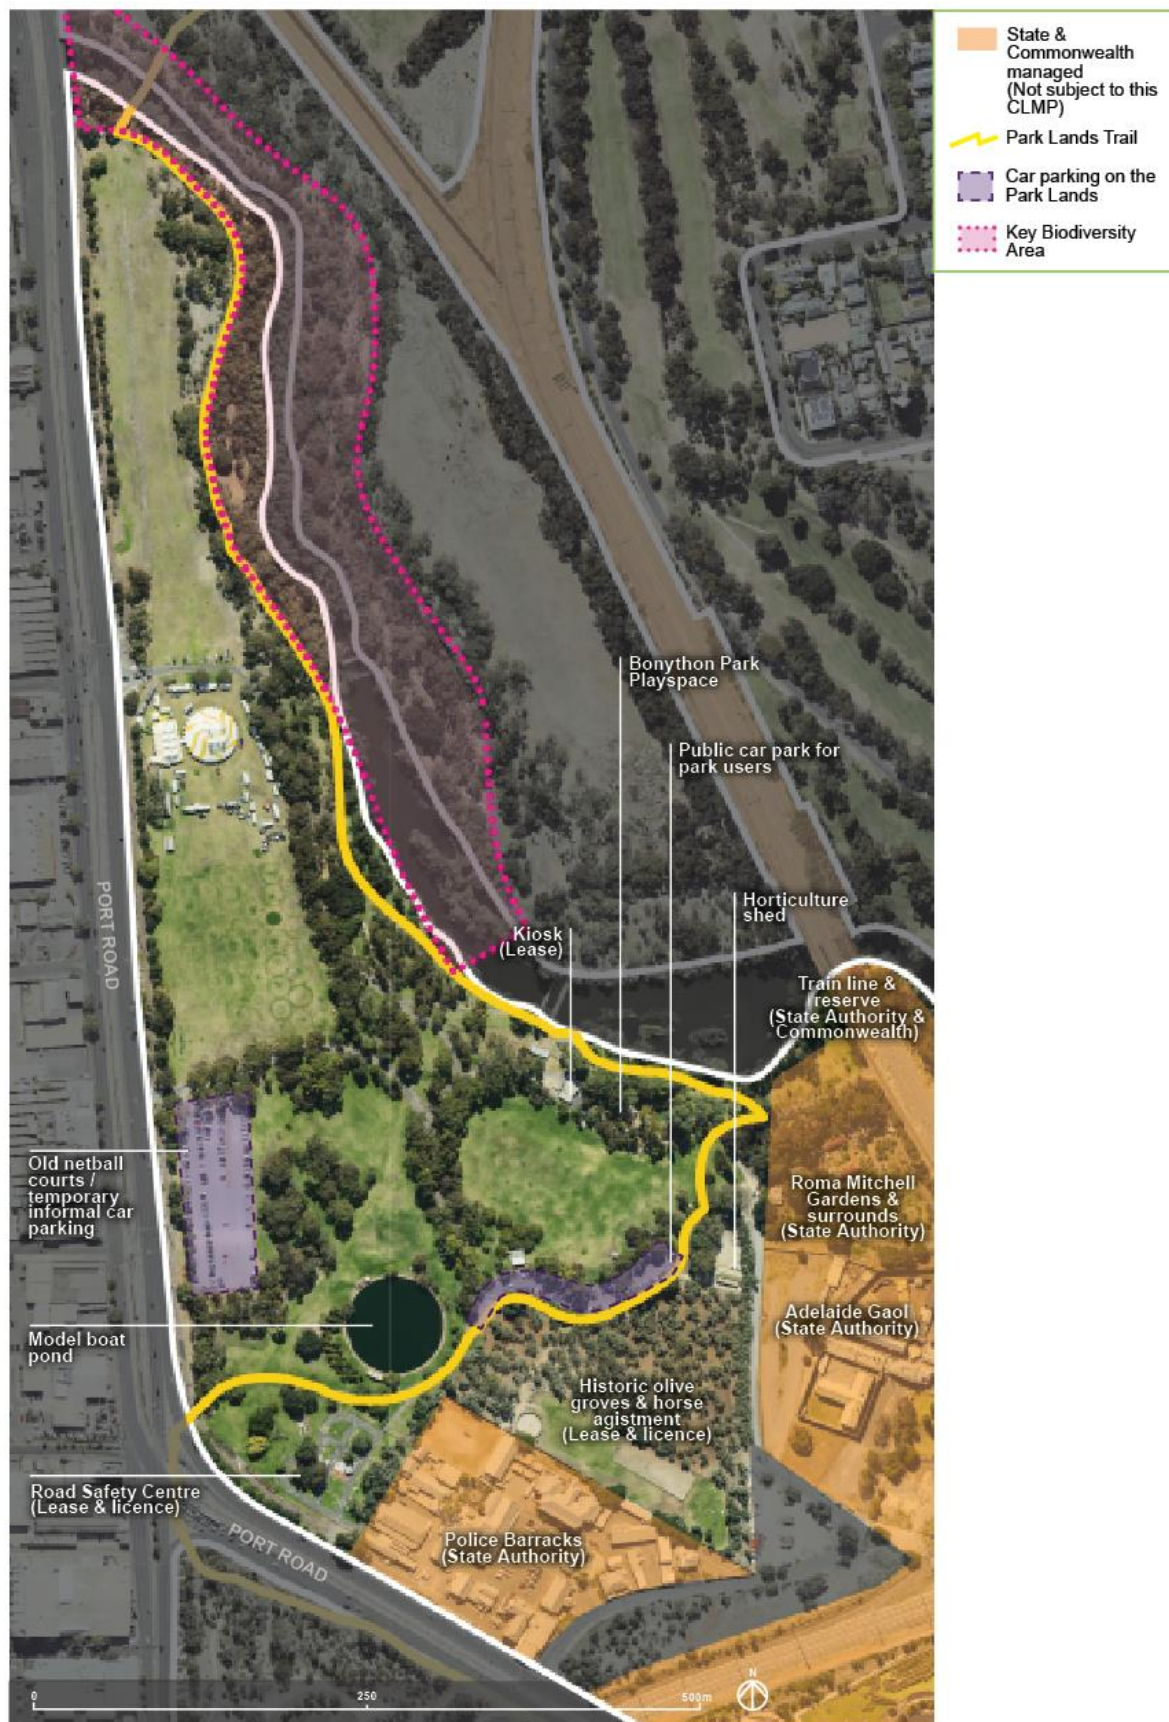 State &
Commonwealth
managed
(Not subject to this
CLMP)
Park Lands Trail
Car parking on the
Park Lands
Key Biodiversity
Area
Bonython Park
Playspace
Public car park for
park users
Horticulture
shed
Kiosk
(Lease)
PORT ROAD
Train line &
reserve
(State Authority &
Commonwealth)
Old netball
courts /
temporary
informal car
parking
Roma Mitchell
Gardens &
surrounds
(State Authority)
Adelaide Gaol
(State Authority)
Model boat
pond
Historic olive
groves & horse
agistment
(Lease & licence)
Road Safety Centre
(Lease & licence)
PORT ROAD
Police Barracks
(State Authority)
N
0
250
500m